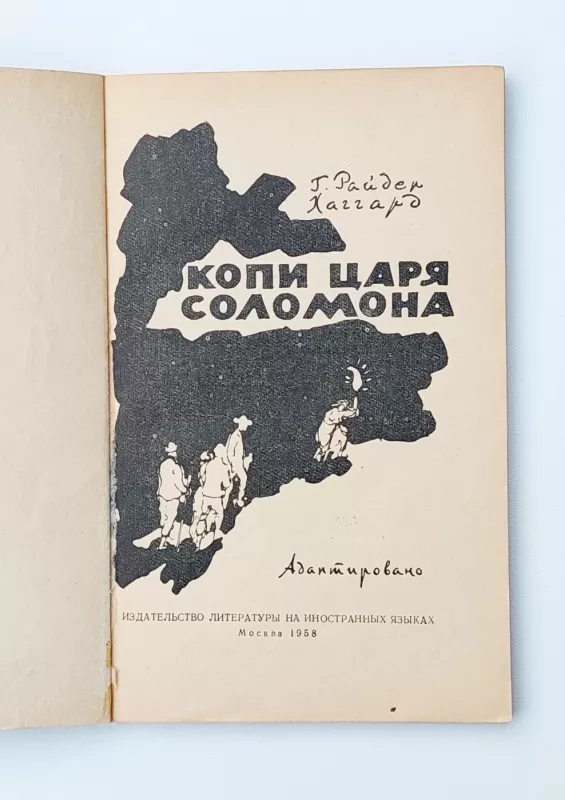 Г. Райдер
Хаггард
КОПИ ЦАРЯ
СОЛОМОНА
Адаптировано
ИЗДАТЕЛЬСТВО ЛИТЕРАТУРЫ НА ИНОСТРАННЫХ ЯЗЫКАХ
Москва 1958